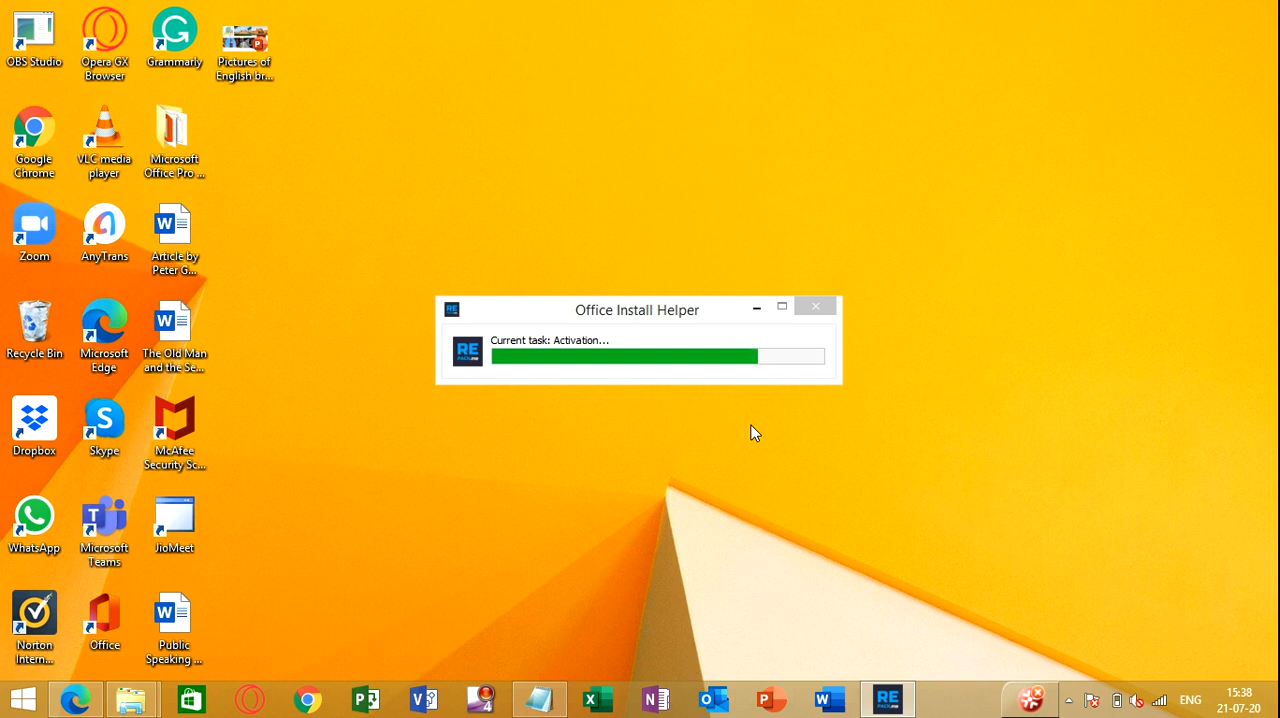 OBS Studio
Opera GX
Browser
Grammarly
Pictures of
English br...
Google
Chrome
VLC media
player
Microsoft
Office Pro ...
Zoom
AnyTrans
Article by
Peter G...
Recycle Bin
Microsoft
Edge
The Old Man
and the Se...
Dropbox
Skype
McAfee
Security Sc...
WhatsApp
Microsoft
Teams
JioMeet
Norton
Intern...
Office
Public
Speaking ...
Office Install Helper
RE
PACK.me
Current task: Activation...
ENG
15:38
21-07-20